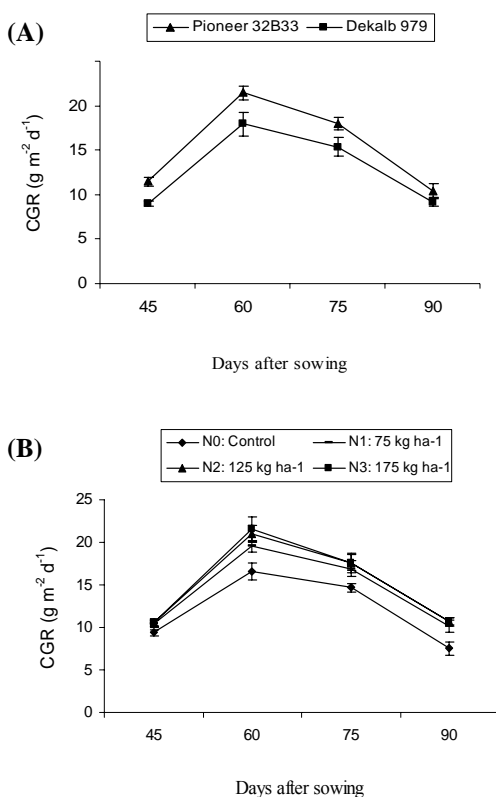 (A)
Pioneer 32B33 Dekalb 979
CGR (g m⁻² d⁻¹)
20
15
10
5
0
45 60 75 90
Days after sowing
(B)
N0: Control N1: 75 kg ha-1
N2: 125 kg ha-1 N3: 175 kg ha-1
CGR (g m⁻² d⁻¹)
25
20
15
10
5
0
45 60 75 90
Days after sowing